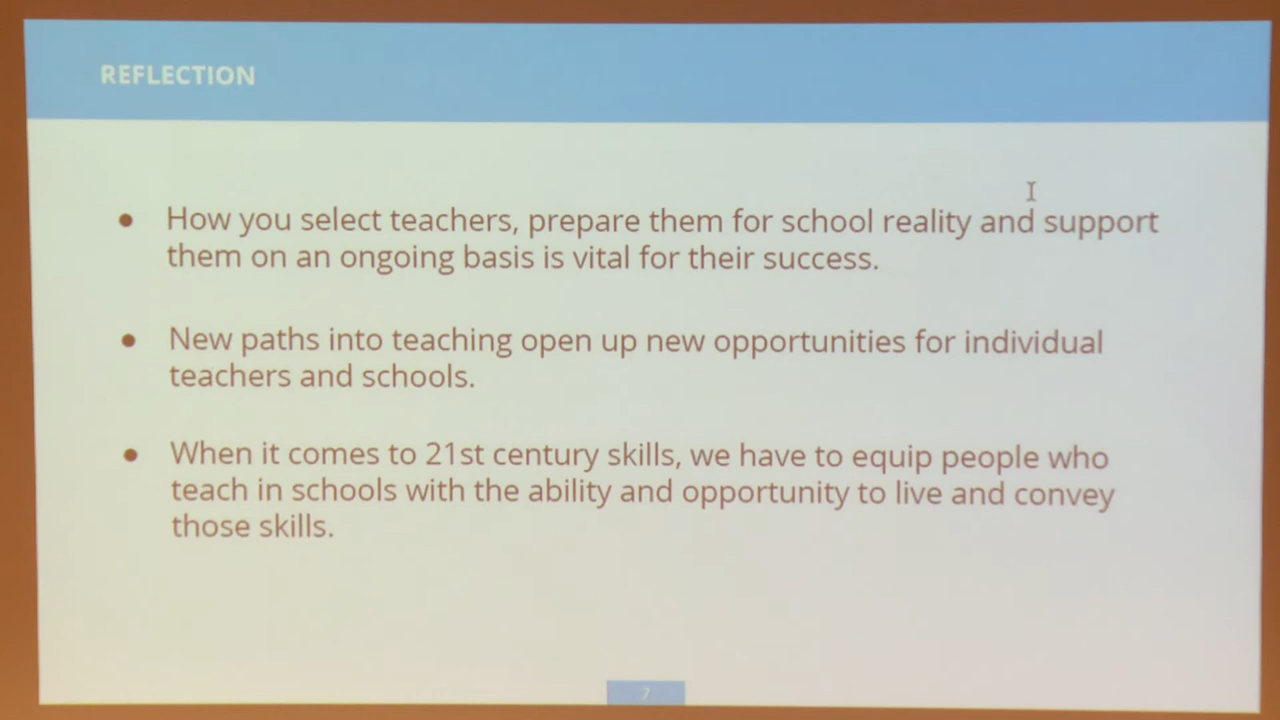 REFLECTION
● How you select teachers, prepare them for school reality and support
them on an ongoing basis is vital for their success.
● New paths into teaching open up new opportunities for individual
teachers and schools.
● When it comes to 21st century skills, we have to equip people who
teach in schools with the ability and opportunity to live and convey
those skills.
7